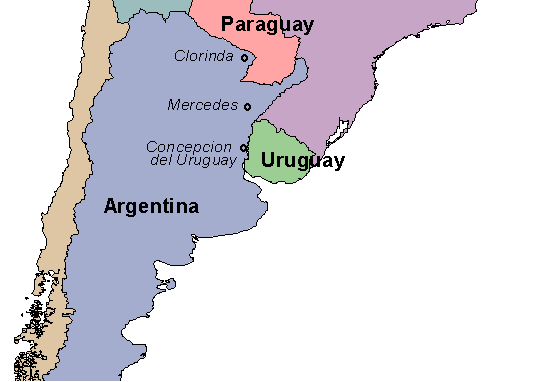 Paraguay
Clorinda
Mercedes
Concepcion
del Uruguay
Uruguay
Argentina